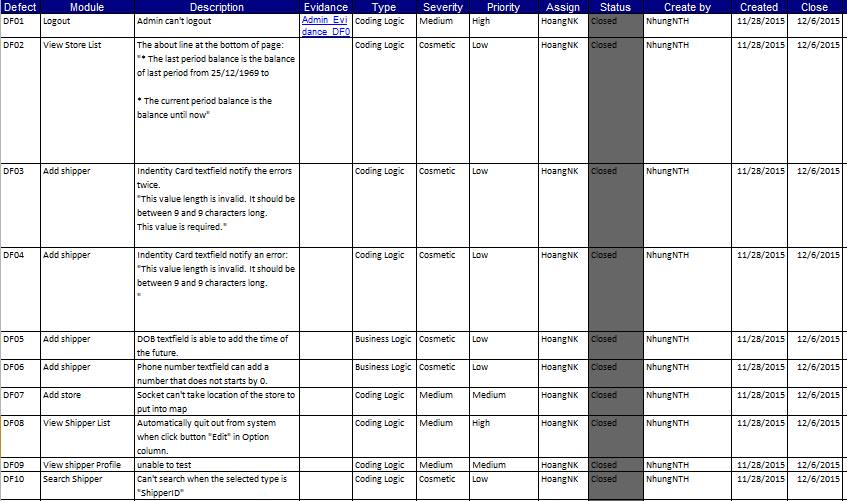 Defect Module Description Evidance Type Severity Priority Assign Status Create by Created Close
DF01 Logout Admin can't logout Admin_Evi Coding Logic Medium High HoangNK Closed NhungNTH 11/28/2015 12/6/2015
dance_DF0
DF02 View Store List The about line at the bottom of page: Coding Logic Cosmetic Low HoangNK Closed NhungNTH 11/28/2015 12/6/2015
"* The last period balance is the balance
of last period from 25/12/1969 to
* The current period balance is the
balance until now"
DF03 Add shipper Indentity Card textfield notify the errors Coding Logic Cosmetic Low HoangNK Closed NhungNTH 11/28/2015 12/6/2015
twice.
"This value length is invalid. It should be
between 9 and 9 characters long.
This value is required."
DF04 Add shipper Indentity Card textfield notify an error: Coding Logic Cosmetic Low HoangNK Closed NhungNTH 11/28/2015 12/6/2015
"This value length is invalid. It should be
between 9 and 9 characters long.
"
DF05 Add shipper DOB textfield is able to add the time of Business Logic Cosmetic Low HoangNK Closed NhungNTH 11/28/2015 12/6/2015
the future.
DF06 Add shipper Phone number textfield can add a Business Logic Cosmetic Low HoangNK Closed NhungNTH 11/28/2015 12/6/2015
number that does not starts by 0.
DF07 Add store Socket can't take location of the store to Coding Logic Medium Medium HoangNK Closed NhungNTH 11/28/2015 12/6/2015
put into map
DF08 View Shipper List Automatically quit out from system Coding Logic Medium High HoangNK Closed NhungNTH 11/28/2015 12/6/2015
when click button "Edit" in Option
column.
DF09 View shipper Profile unable to test Coding Logic Medium Medium HoangNK Closed NhungNTH 11/28/2015 12/6/2015
DF10 Search Shipper Can't search when the selected type is Coding Logic Cosmetic Low HoangNK Closed NhungNTH 11/28/2015 12/6/2015
"ShipperID"